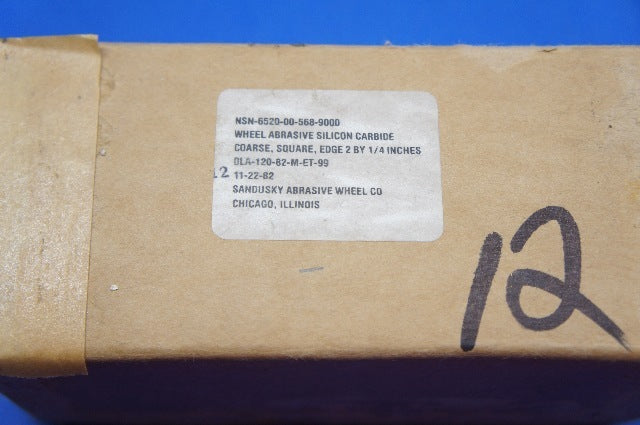 NSN-6520-00-568-9000
WHEEL ABRASIVE SILICON CARBIDE
COARSE, SQUARE, EDGE 2 BY 1/4 INCHES
DLA-120-82-M-ET-99
12 11-22-82
SANDUSKY ABRASIVE WHEEL CO
CHICAGO, ILLINOIS
12